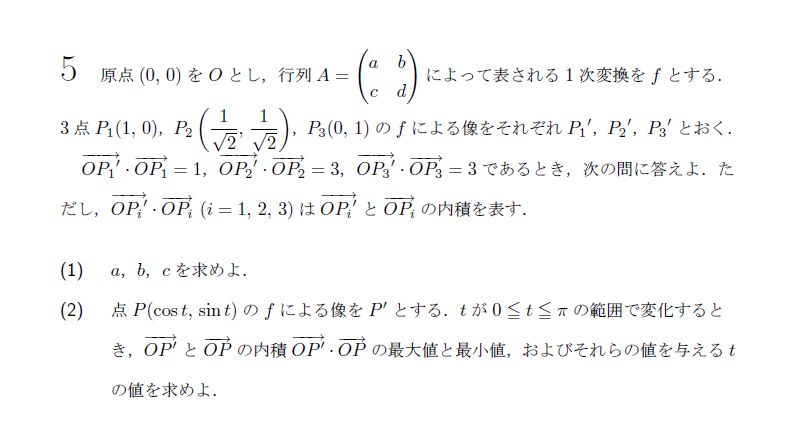 5 原点 (0, 0) を O とし，行列 A = \begin{pmatrix} a & b \\ c & d \end{pmatrix} によって表される 1 次変換を f とする．
3 点 P_1(1, 0)，P_2\left(\frac{1}{\sqrt{2}}, \frac{1}{\sqrt{2}}\right)，P_3(0, 1) の f による像をそれぞれ P_1′，P_2′，P_3′ とおく．
\overrightarrow{OP_1′}·\overrightarrow{OP_1} = 1，\overrightarrow{OP_2′}·\overrightarrow{OP_2} = 3，\overrightarrow{OP_3′}·\overrightarrow{OP_3} = 3 であるとき，次の問に答えよ．た
だし，\overrightarrow{OP_i′}·\overrightarrow{OP_i} (i = 1, 2, 3) は \overrightarrow{OP_i′} と \overrightarrow{OP_i} の内積を表す．
(1) a，b，c を求めよ．
(2) 点 P(cos t, sin t) の f による像を P′ とする．t が 0 ≦ t ≦ π の範囲で変化すると
き，\overrightarrow{OP′} と \overrightarrow{OP} の内積 \overrightarrow{OP′}·\overrightarrow{OP} の最大値と最小値，およびそれらの値を与える t
の値を求めよ．